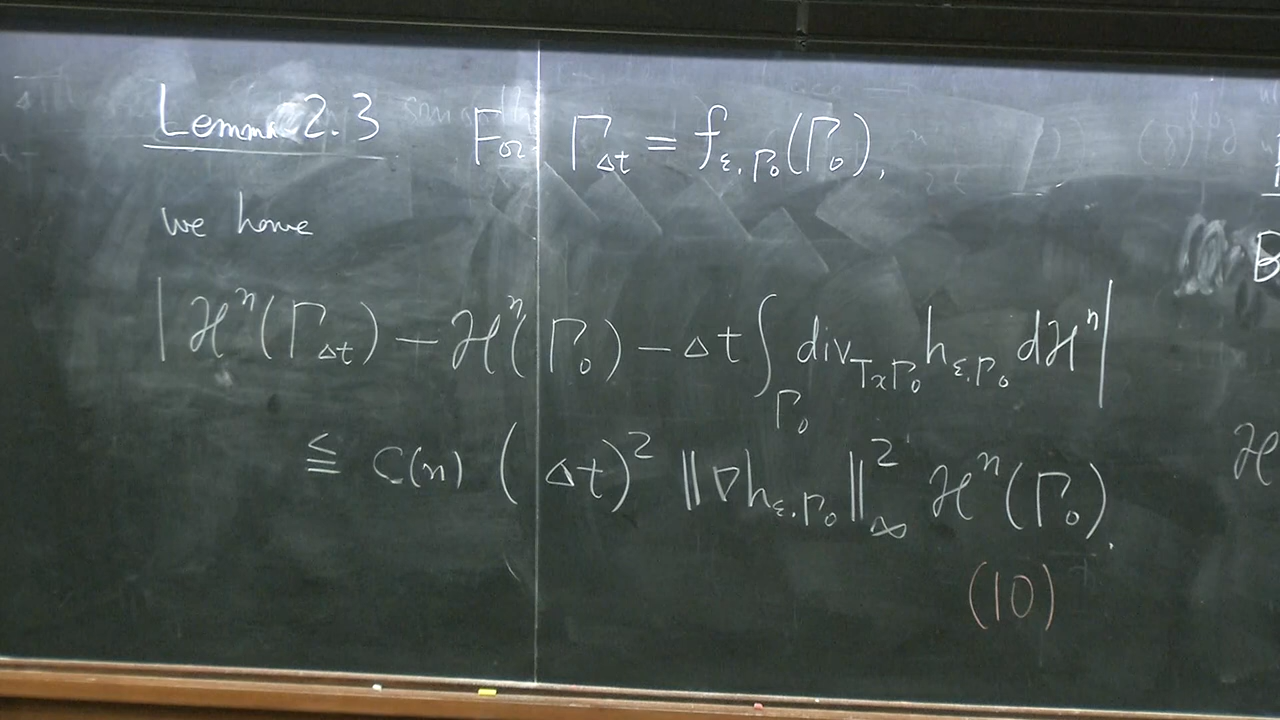 Lemma 2.3 For Γ_{Δt} = f_{ε,Γ₀}(Γ₀),
we have
| ℋⁿ(Γ_{Δt}) − ℋⁿ(Γ₀) − Δt ∫_{Γ₀} div_{TₓΓ₀} h_{ε,Γ₀} dℋⁿ |
≦ C(n) (Δt)² ‖∇h_{ε,Γ₀}‖²_∞ ℋⁿ(Γ₀).
(10)
B
ℋ